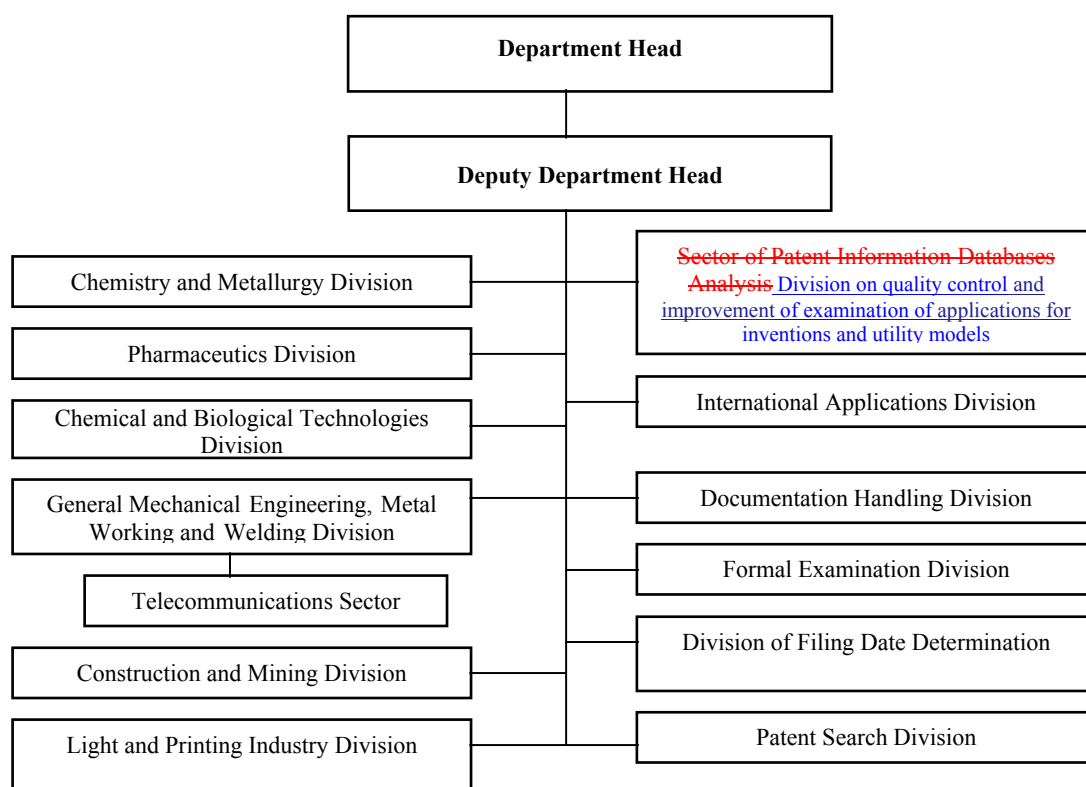 Department Head
Deputy Department Head
Chemistry and Metallurgy Division
Pharmaceutics Division
Chemical and Biological Technologies
Division
General Mechanical Engineering, Metal
Working and Welding Division
Telecommunications Sector
Construction and Mining Division
Light and Printing Industry Division
Sector of Patent Information Databases
Analysis Division on quality control and
improvement of examination of applications for
inventions and utility models
International Applications Division
Documentation Handling Division
Formal Examination Division
Division of Filing Date Determination
Patent Search Division